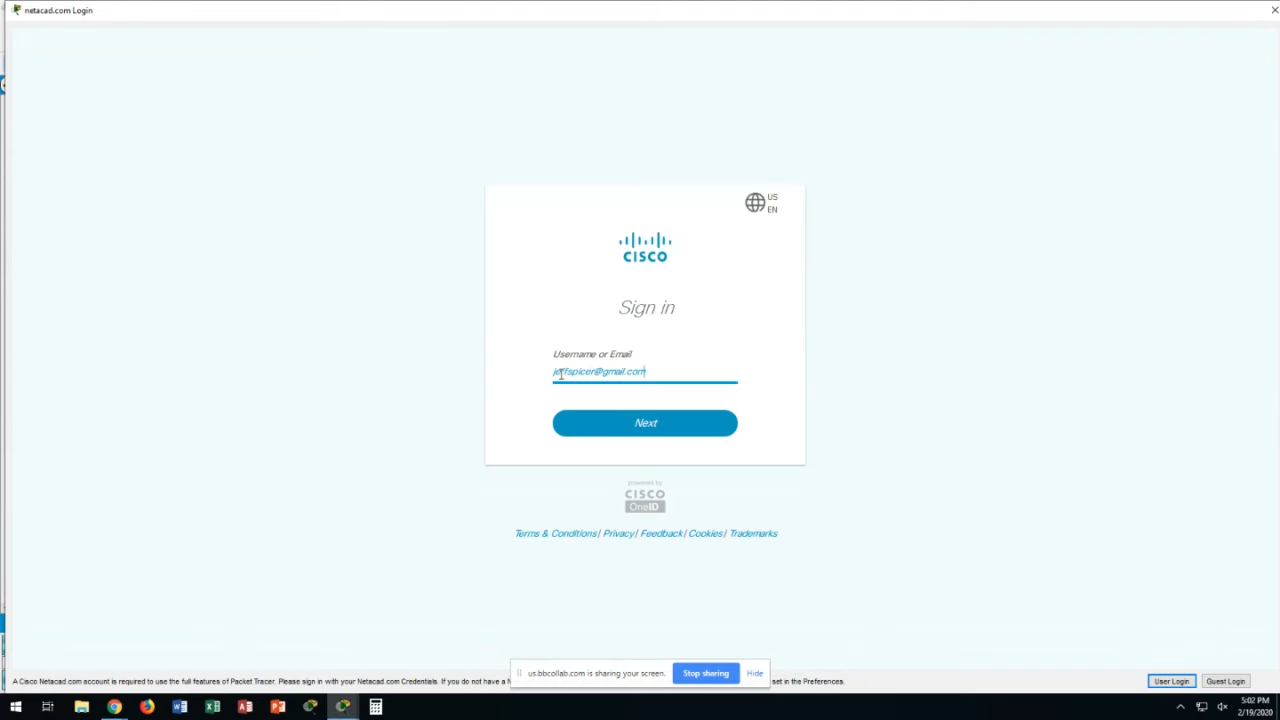 netacad.com Login
US
EN
CISCO
Sign in
Username or Email
jeffspicer@gmail.com
Next
powered by
CISCO
OneID
Terms & Conditions/ Privacy/ Feedback/ Cookies/ Trademarks
us.bbcollab.com is sharing your screen. Stop sharing Hide
A Cisco Netacad.com account is required to use the full features of Packet Tracer. Please sign in with your Netacad.com Credentials. If you do not have a N set in the Preferences. User Login Guest Login
5:02 PM
2/19/2020